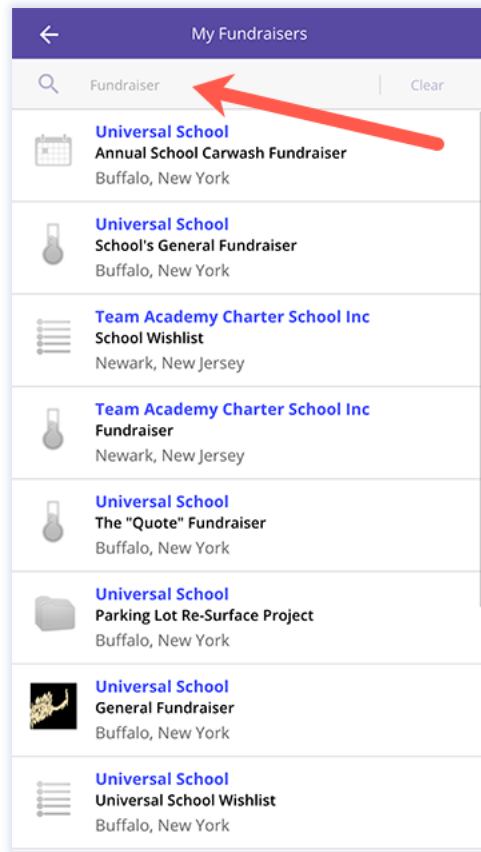 My Fundraisers
Fundraiser Clear
Universal School
Annual School Carwash Fundraiser
Buffalo, New York
Universal School
School's General Fundraiser
Buffalo, New York
Team Academy Charter School Inc
School Wishlist
Newark, New Jersey
Team Academy Charter School Inc
Fundraiser
Newark, New Jersey
Universal School
The "Quote" Fundraiser
Buffalo, New York
Universal School
Parking Lot Re-Surface Project
Buffalo, New York
Universal School
General Fundraiser
Buffalo, New York
Universal School
Universal School Wishlist
Buffalo, New York